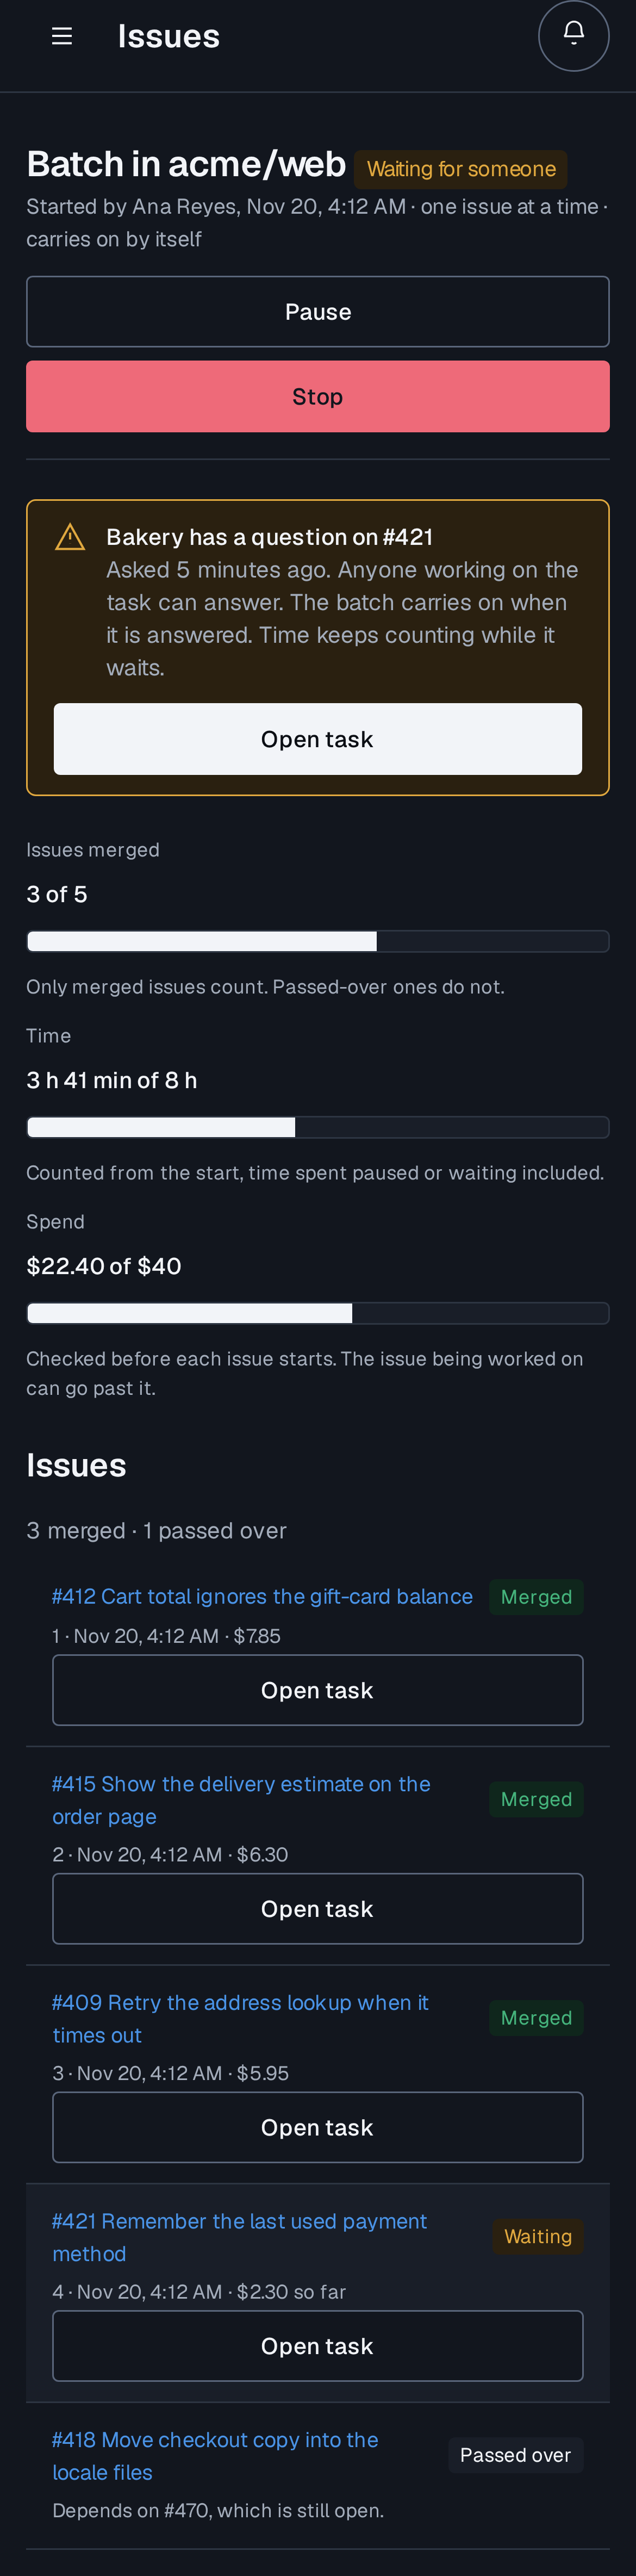 Issues
Batch in acme/web Waiting for someone
Started by Ana Reyes, Nov 20, 4:12 AM · one issue at a time ·
carries on by itself
Pause
Stop
Bakery has a question on #421
Asked 5 minutes ago. Anyone working on the
task can answer. The batch carries on when
it is answered. Time keeps counting while it
waits.
Open task
Issues merged
3 of 5
Only merged issues count. Passed-over ones do not.
Time
3 h 41 min of 8 h
Counted from the start, time spent paused or waiting included.
Spend
$22.40 of $40
Checked before each issue starts. The issue being worked on
can go past it.
Issues
3 merged · 1 passed over
#412 Cart total ignores the gift-card balance Merged
1 · Nov 20, 4:12 AM · $7.85
Open task
#415 Show the delivery estimate on the
order page
Merged
2 · Nov 20, 4:12 AM · $6.30
Open task
#409 Retry the address lookup when it
times out
Merged
3 · Nov 20, 4:12 AM · $5.95
Open task
#421 Remember the last used payment
method
Waiting
4 · Nov 20, 4:12 AM · $2.30 so far
Open task
#418 Move checkout copy into the
locale files
Passed over
Depends on #470, which is still open.